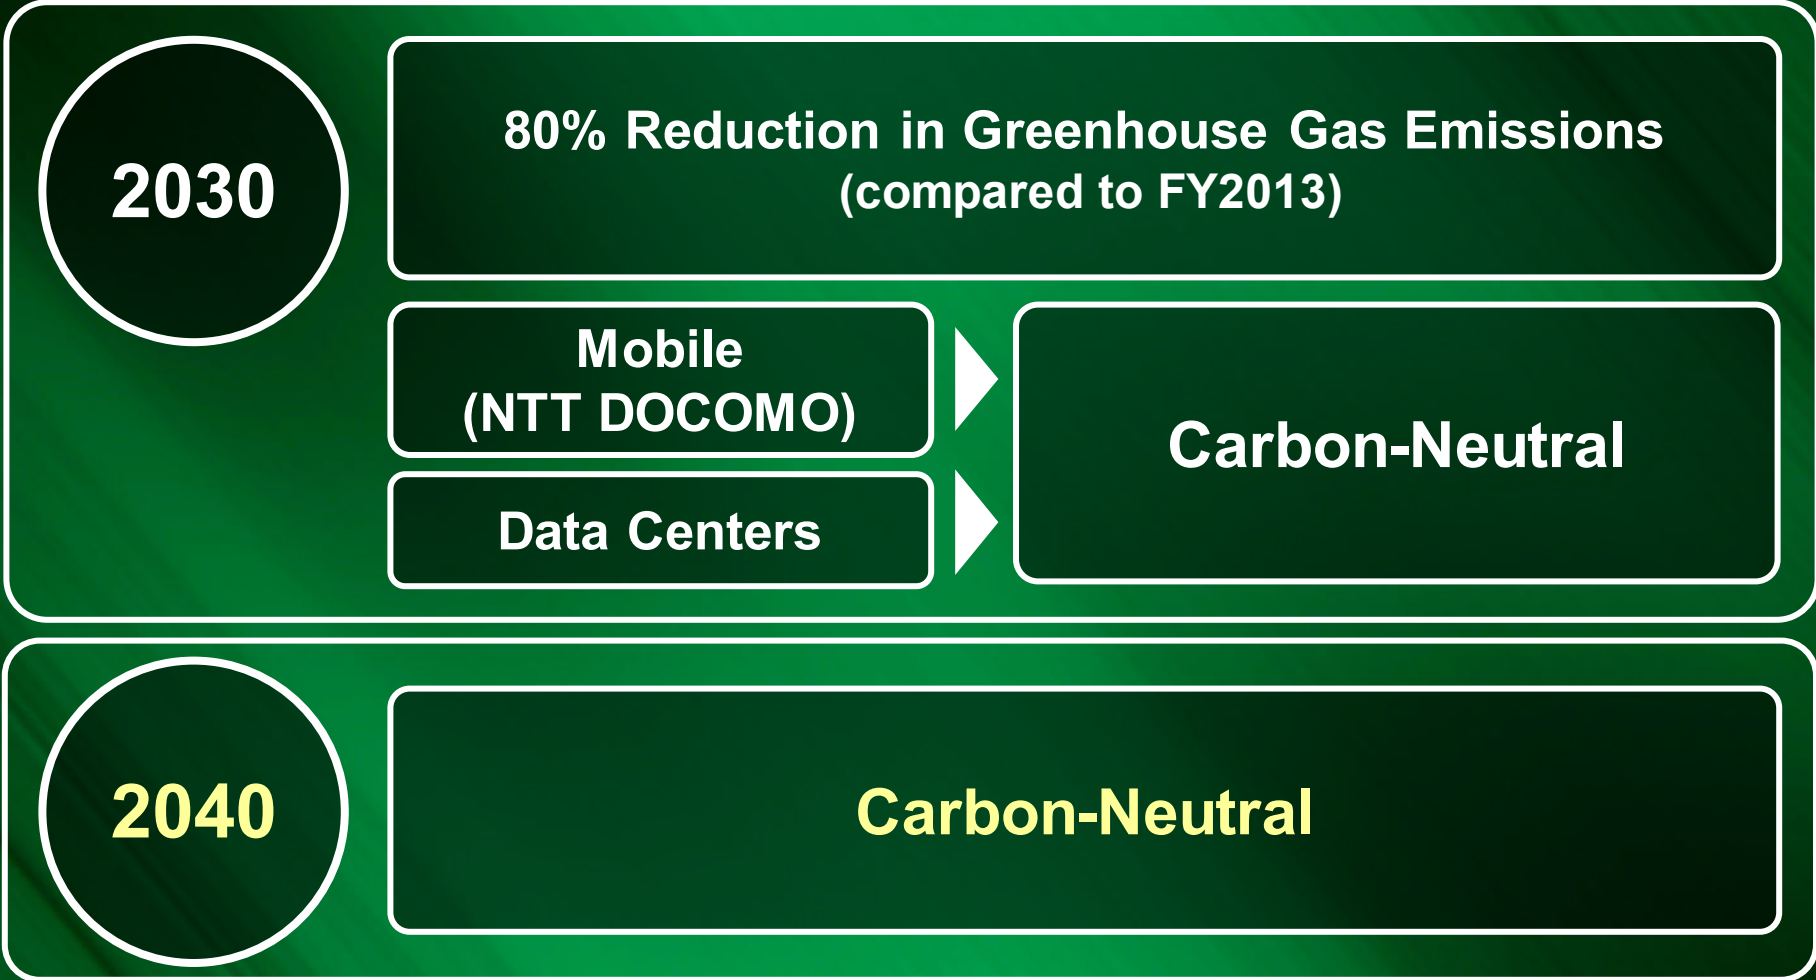 2030
80% Reduction in Greenhouse Gas Emissions
(compared to FY2013)
Mobile
(NTT DOCOMO)
Data Centers
Carbon-Neutral
2040
Carbon-Neutral